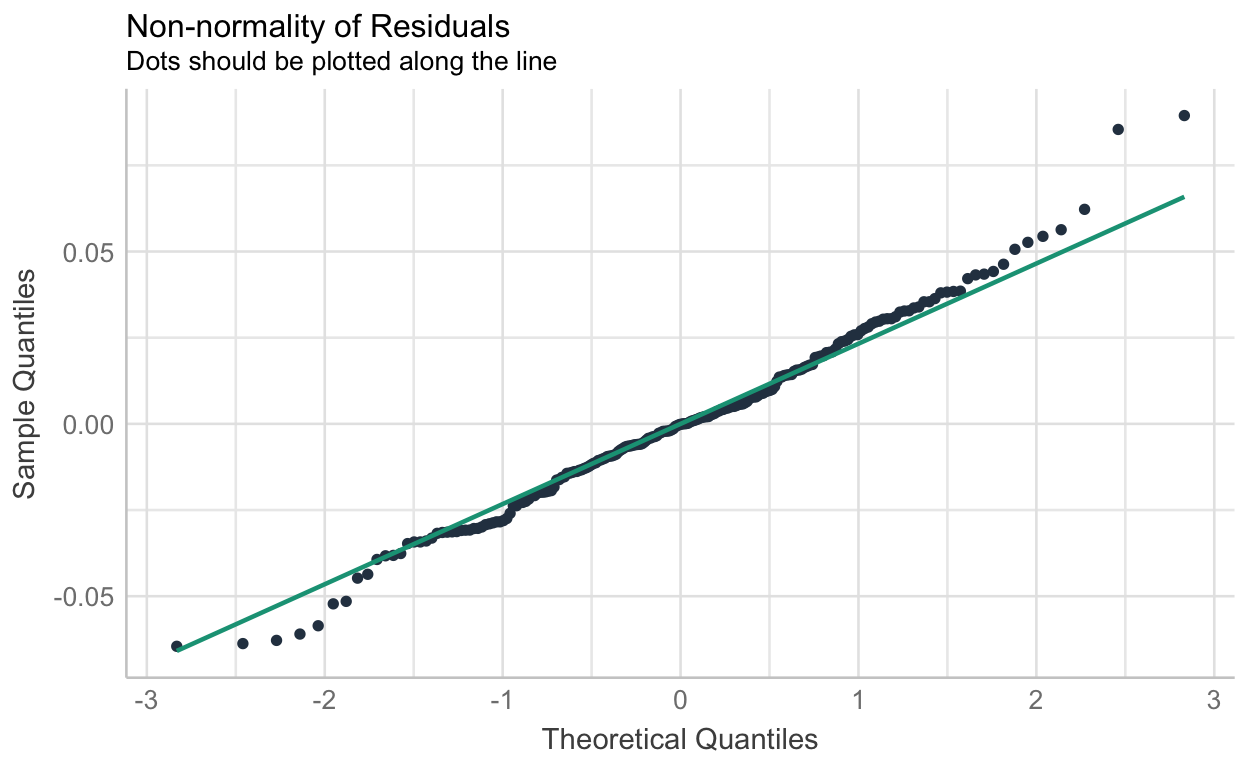 Non-normality of Residuals
Dots should be plotted along the line
Sample Quantiles
0.05
0.00
-0.05
-3 -2 -1 0 1 2 3
Theoretical Quantiles